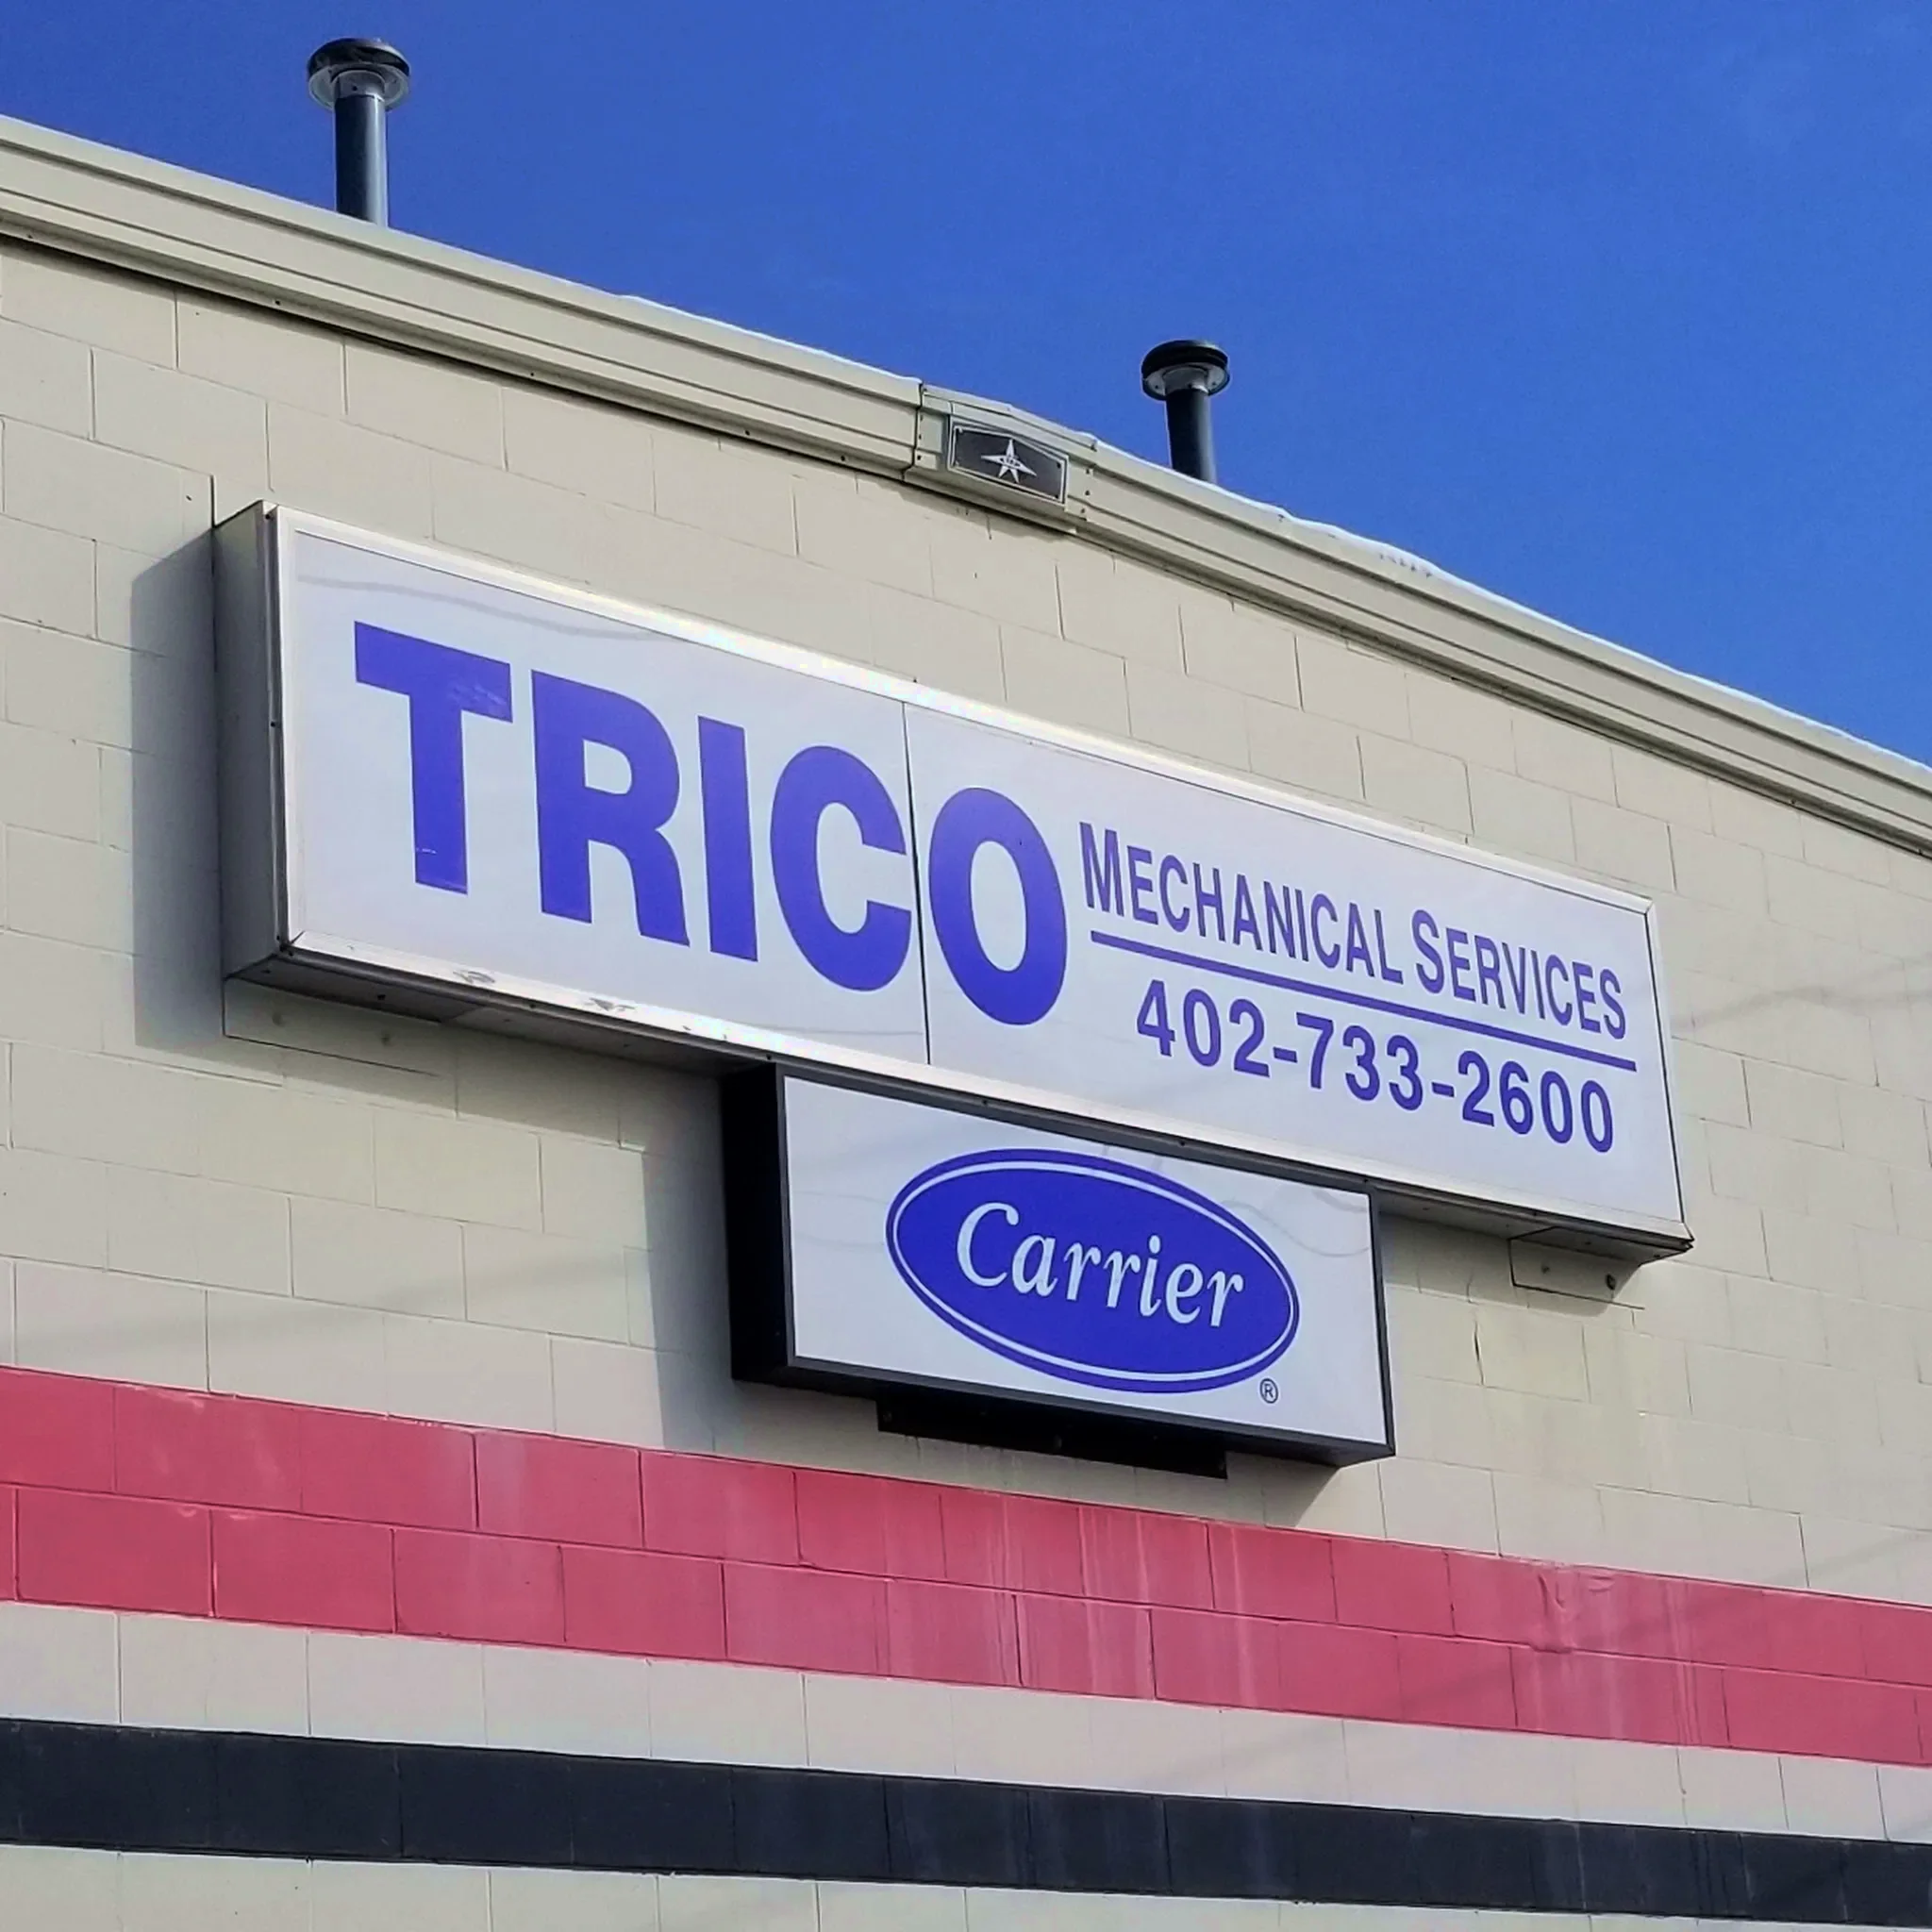 TRICO
MECHANICAL SERVICES
402-733-2600
Carrier
®